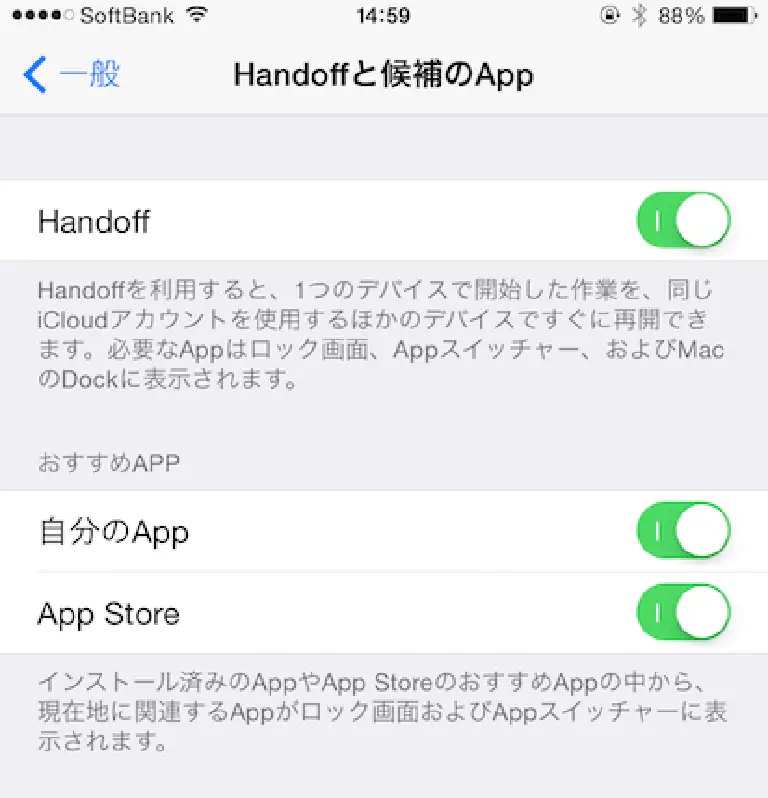 SoftBank 14:59 88%
一般 Handoffと候補のApp
Handoff
Handoffを利用すると、1つのデバイスで開始した作業を、同じ
iCloudアカウントを使用するほかのデバイスですぐに再開でき
ます。必要なAppはロック画面、Appスイッチャー、およびMac
のDockに表示されます。
おすすめAPP
自分のApp
App Store
インストール済みのAppやApp StoreのおすすめAppの中から、
現在地に関連するAppがロック画面およびAppスイッチャーに表
示されます。